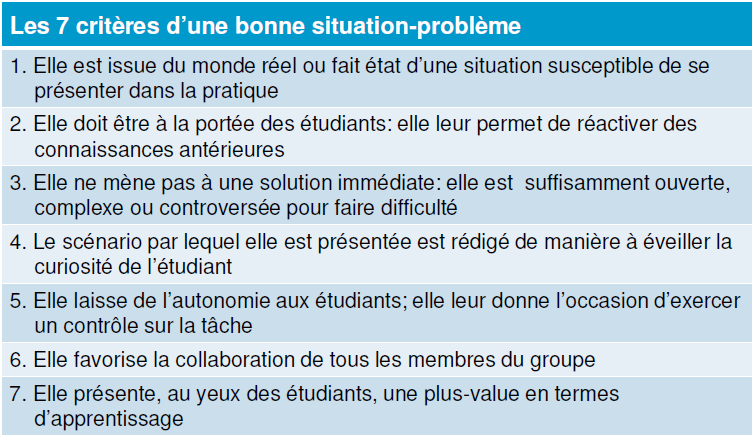 Les 7 critères d’une bonne situation-problème
1. Elle est issue du monde réel ou fait état d’une situation susceptible de se
présenter dans la pratique
2. Elle doit être à la portée des étudiants: elle leur permet de réactiver des
connaissances antérieures
3. Elle ne mène pas à une solution immédiate: elle est  suffisamment ouverte,
complexe ou controversée pour faire difficulté
4. Le scénario par lequel elle est présentée est rédigé de manière à éveiller la
curiosité de l’étudiant
5. Elle laisse de l’autonomie aux étudiants; elle leur donne l’occasion d’exercer
un contrôle sur la tâche
6. Elle favorise la collaboration de tous les membres du groupe
7. Elle présente, au yeux des étudiants, une plus-value en termes
d’apprentissage